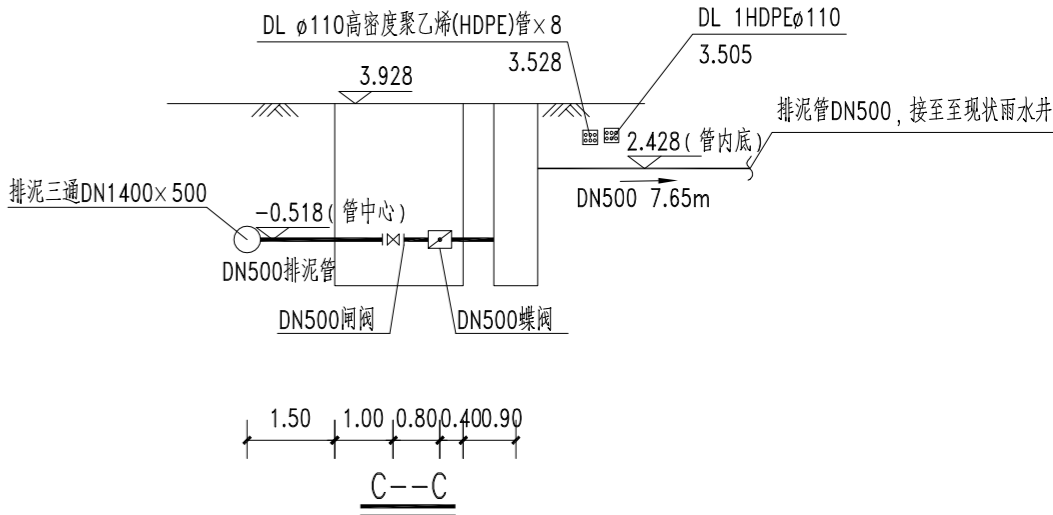 DL ø110高密度聚乙烯(HDPE)管×8
3.528
DL 1HDPEø110
3.505
3.928
排泥管DN500，接至至现状雨水井
2.428(管内底)
DN500 7.65m
排泥三通DN1400×500
-0.518(管中心)
DN500排泥管
DN500闸阀
DN500蝶阀
1.50 1.00 0.80 0.40 0.90
C--C